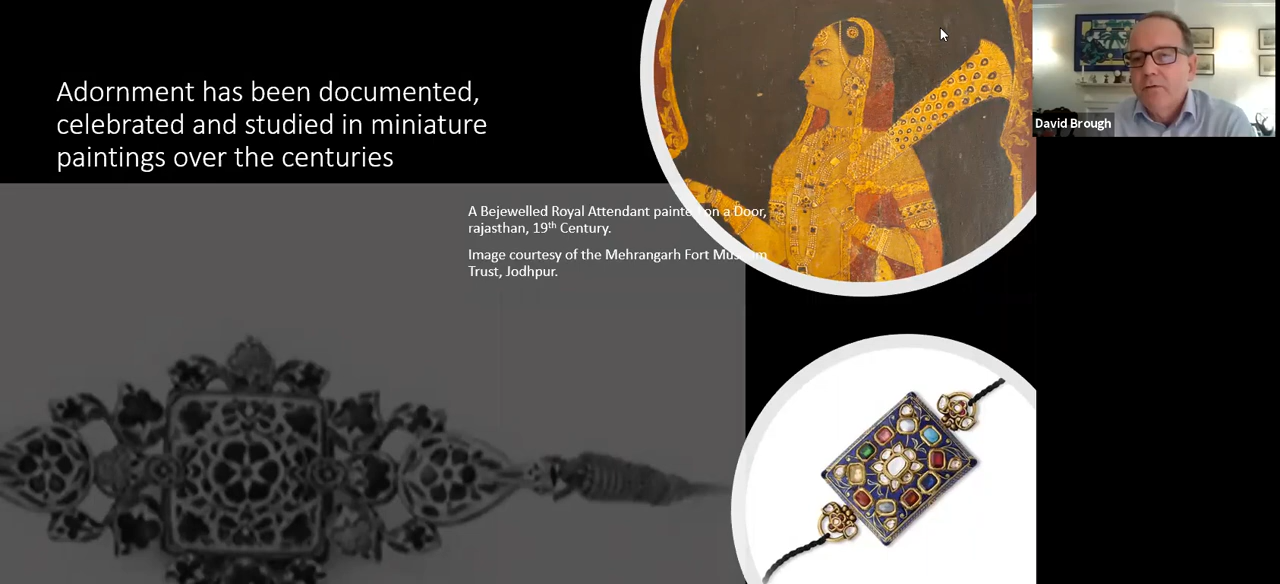 Adornment has been documented,
celebrated and studied in miniature
paintings over the centuries
A Bejewelled Royal Attendant painted on a Door,
rajasthan, 19th Century.
Image courtesy of the Mehrangarh Fort Museum
Trust, Jodhpur.
David Brough